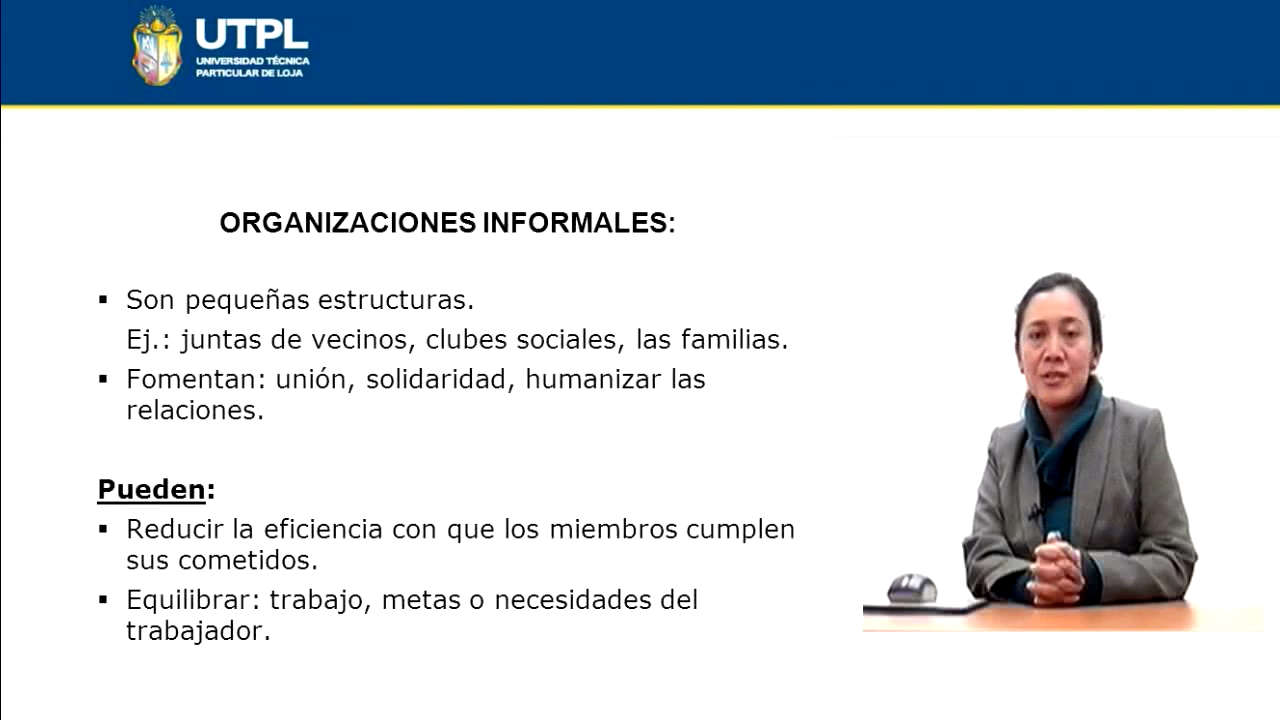 UTPL
UNIVERSIDAD TÉCNICA
PARTICULAR DE LOJA
ORGANIZACIONES INFORMALES:
▪ Son pequeñas estructuras.
Ej.: juntas de vecinos, clubes sociales, las familias.
▪ Fomentan: unión, solidaridad, humanizar las
relaciones.
Pueden:
▪ Reducir la eficiencia con que los miembros cumplen
sus cometidos.
▪ Equilibrar: trabajo, metas o necesidades del
trabajador.